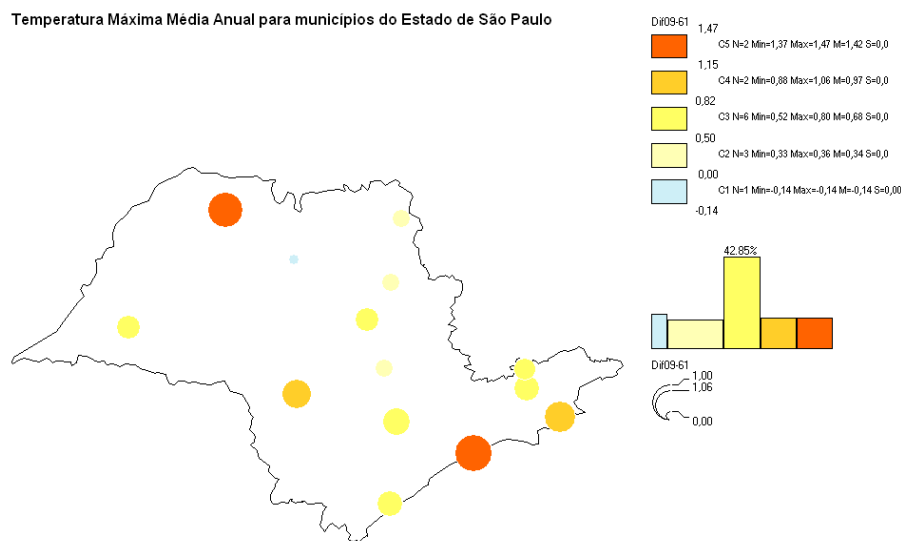 Temperatura Máxima Média Anual para municípios do Estado de São Paulo
Dif09-61
1,47
C5 N=2 Min=1,37 Max=1,47 M=1,42 S=0,0
1,15
C4 N=2 Min=0,88 Max=1,06 M=0,97 S=0,0
0,82
C3 N=6 Min=0,52 Max=0,80 M=0,68 S=0,0
0,50
C2 N=3 Min=0,33 Max=0,36 M=0,34 S=0,0
0,00
C1 N=1 Min=-0,14 Max=-0,14 M=-0,14 S=0,00
-0,14
42.85%
Dif09-61
1,00
1,06
0,00